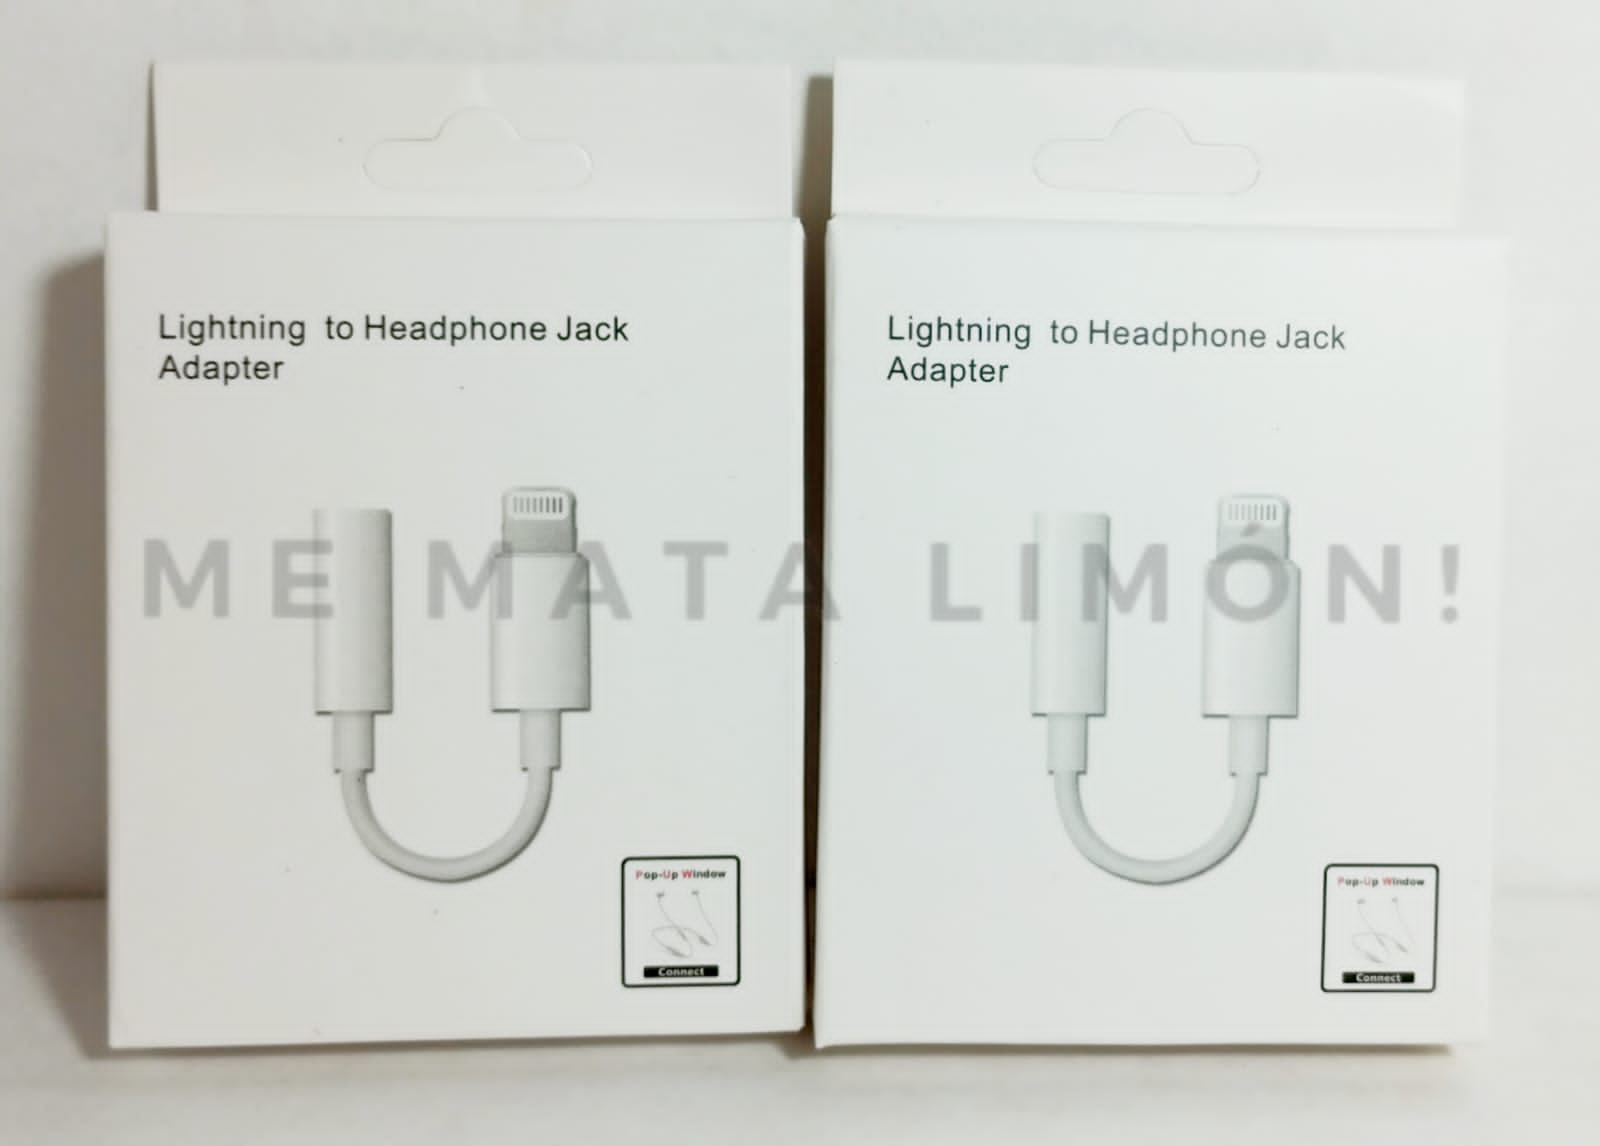 Lightning to Headphone Jack
Adapter
Pop-Up Window
Connect
Lightning to Headphone Jack
Adapter
Pop-Up Window
Connect
ME MATA LIMÓN!